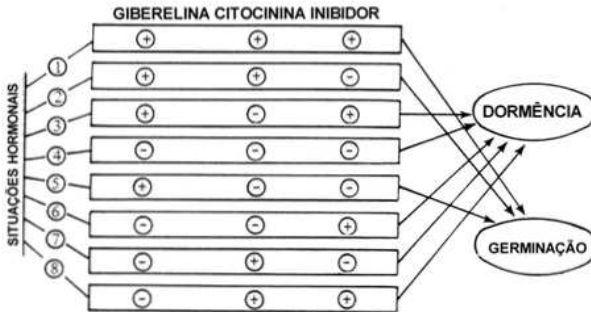 GIBERELINA CITOCININA INIBIDOR
SITUAÇÕES HORMONAIS
① + + +
② + + -
③ + - +
④ - - -
⑤ + - -
⑥ - - +
⑦ - + -
⑧ - + +
DORMÊNCIA
GERMINAÇÃO